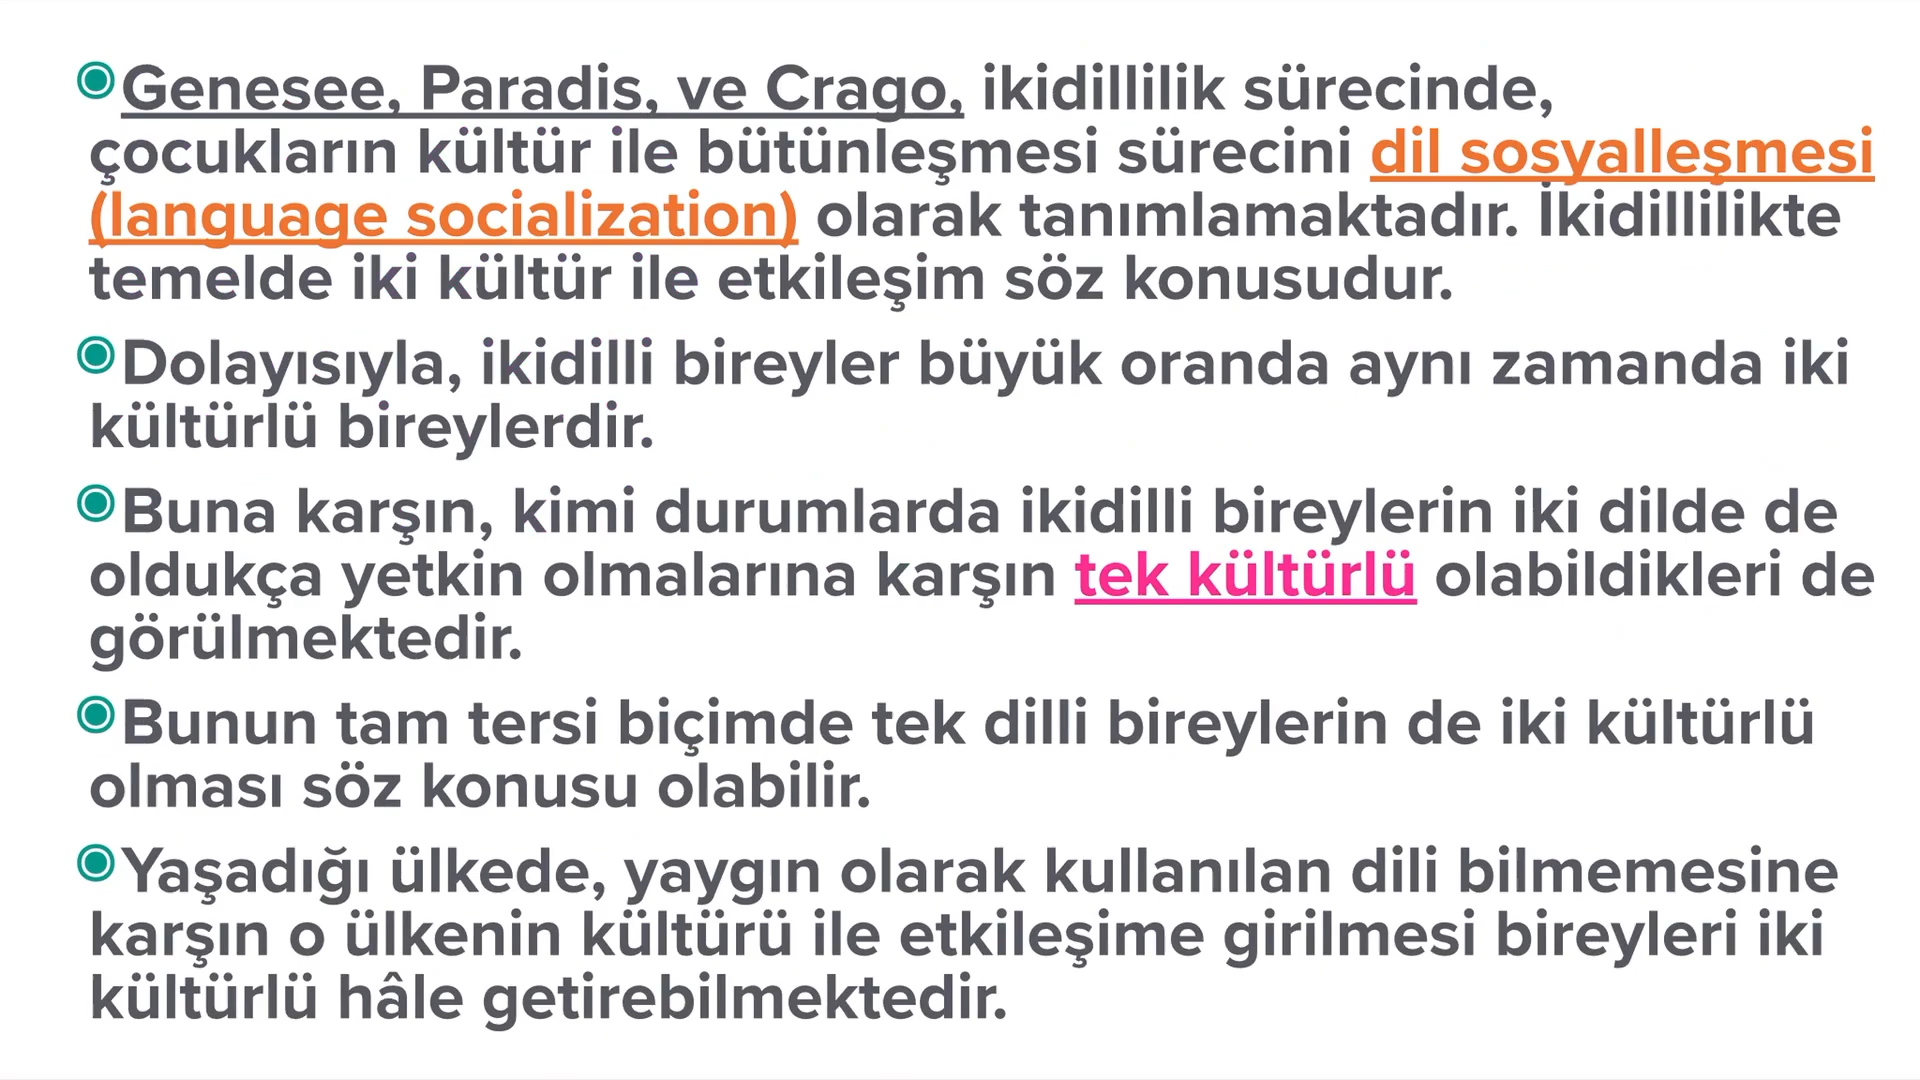 Genesee, Paradis, ve Crago, ikidillilik sürecinde,
çocukların kültür ile bütünleşmesi sürecini dil sosyalleşmesi
(language socialization) olarak tanımlamaktadır. İkidillilikte
temelde iki kültür ile etkileşim söz konusudur.
Dolayısıyla, ikidilli bireyler büyük oranda aynı zamanda iki
kültürlü bireylerdir.
Buna karşın, kimi durumlarda ikidilli bireylerin iki dilde de
oldukça yetkin olmalarına karşın tek kültürlü olabildikleri de
görülmektedir.
Bunun tam tersi biçimde tek dilli bireylerin de iki kültürlü
olması söz konusu olabilir.
Yaşadığı ülkede, yaygın olarak kullanılan dili bilmemesine
karşın o ülkenin kültürü ile etkileşime girilmesi bireyleri iki
kültürlü hâle getirebilmektedir.